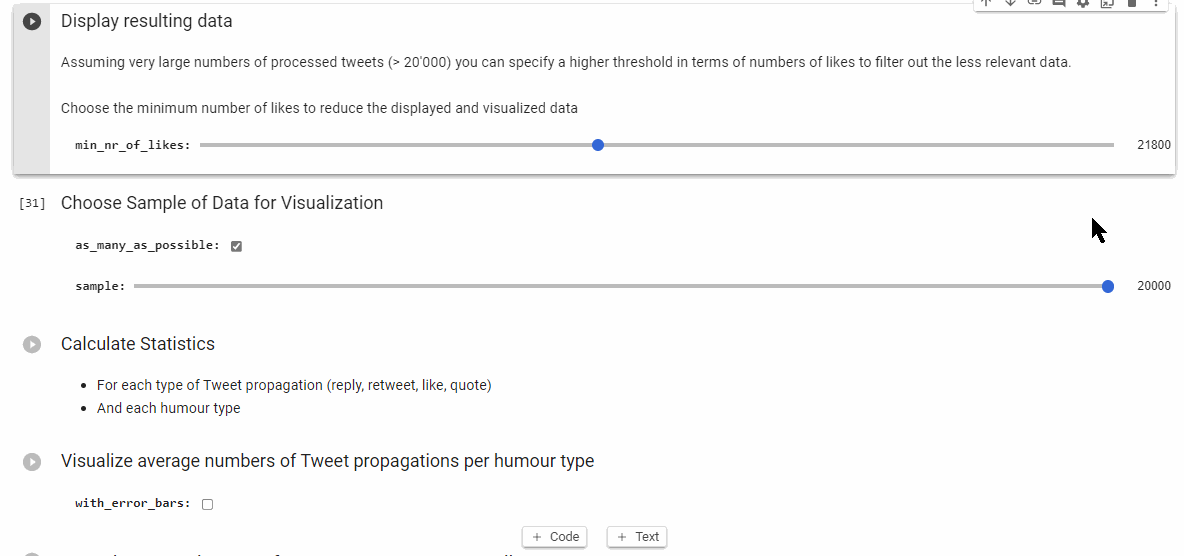 Display resulting data
Assuming very large numbers of processed tweets (> 20'000) you can specify a higher threshold in terms of numbers of likes to filter out the less relevant data.
Choose the minimum number of likes to reduce the displayed and visualized data
min_nr_of_likes: 21800
[31] Choose Sample of Data for Visualization
as_many_as_possible:
sample: 20000
Calculate Statistics
• For each type of Tweet propagation (reply, retweet, like, quote)
• And each humour type
Visualize average numbers of Tweet propagations per humour type
with_error_bars:
+ Code + Text